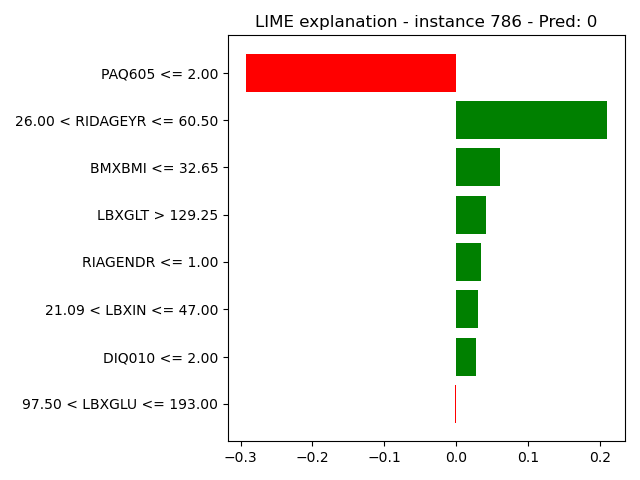 LIME explanation - instance 786 - Pred: 0
PAQ605 <= 2.00
26.00 < RIDAGEYR <= 60.50
BMXBMI <= 32.65
LBXGLT > 129.25
RIAGENDR <= 1.00
21.09 < LBXIN <= 47.00
DIQ010 <= 2.00
97.50 < LBXGLU <= 193.00
−0.3 −0.2 −0.1 0.0 0.1 0.2